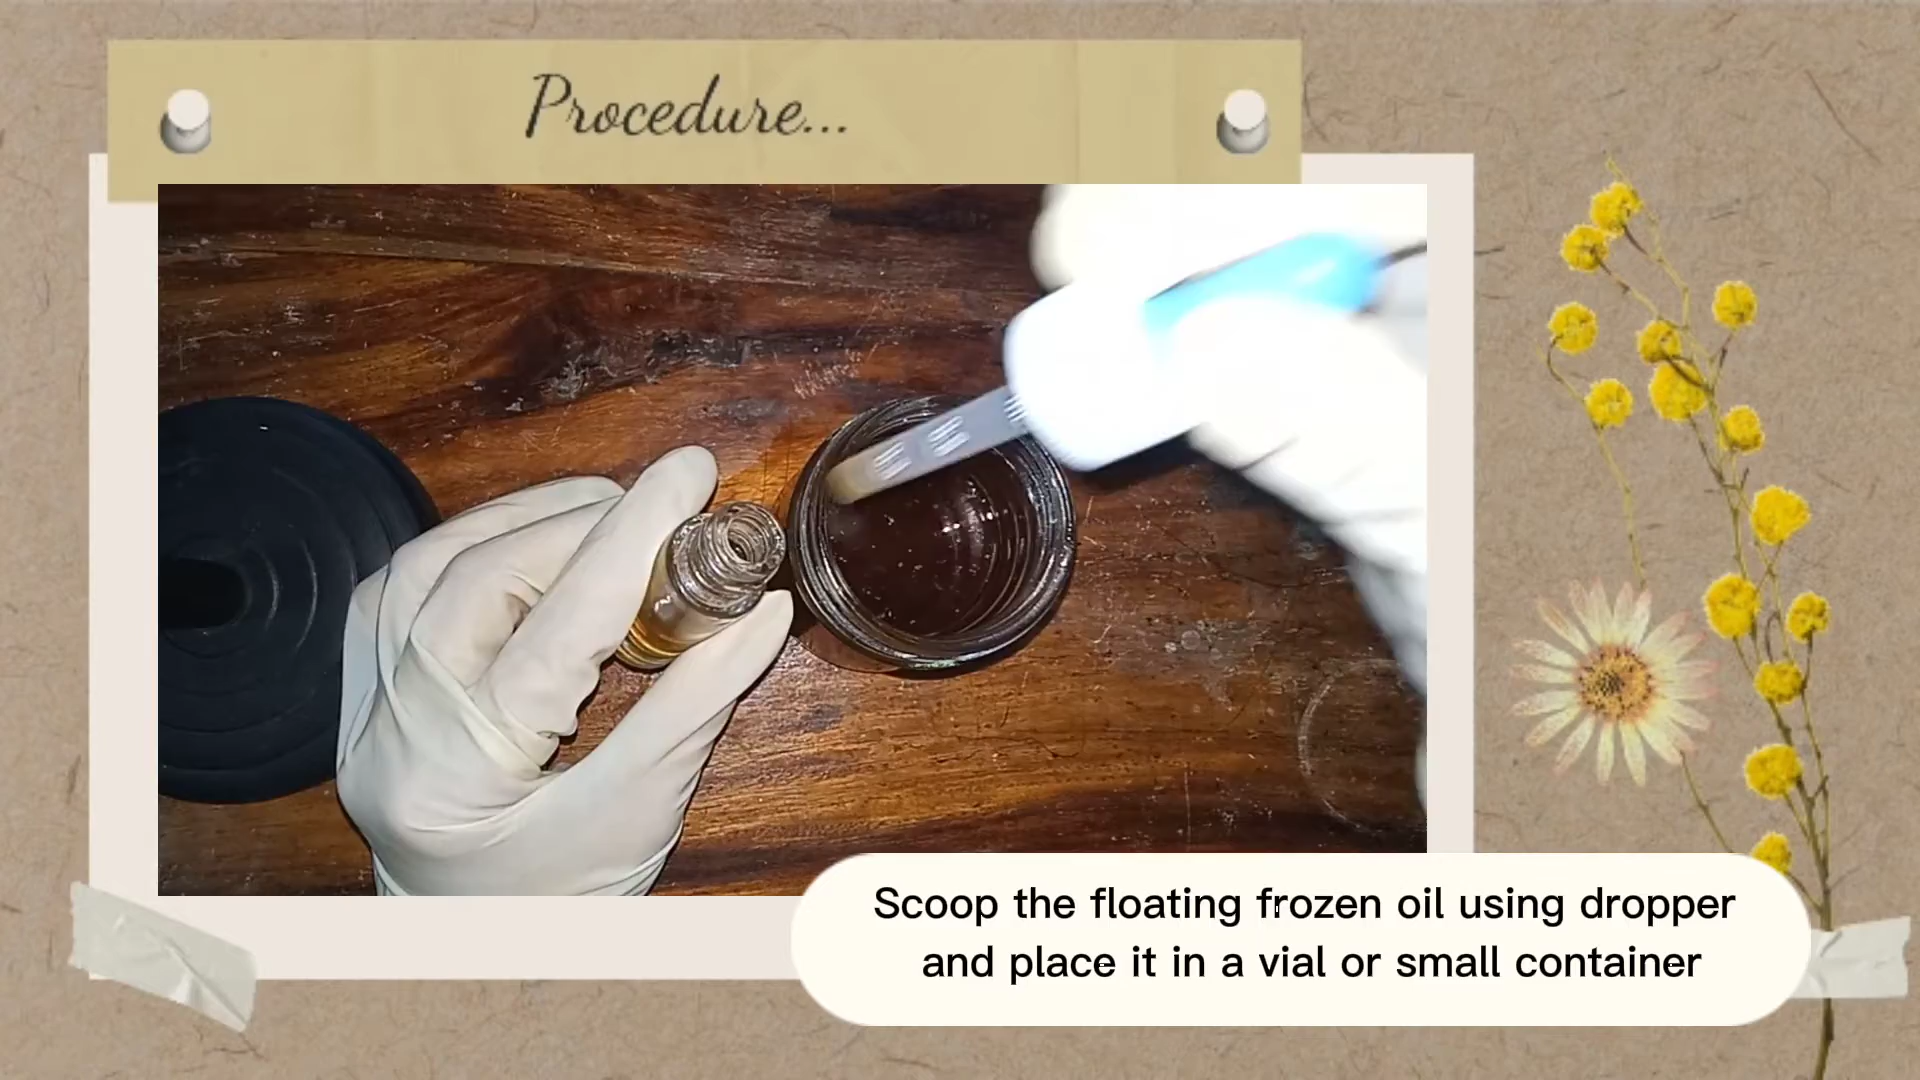 Procedure...
Scoop the floating frozen oil using dropper
and place it in a vial or small container